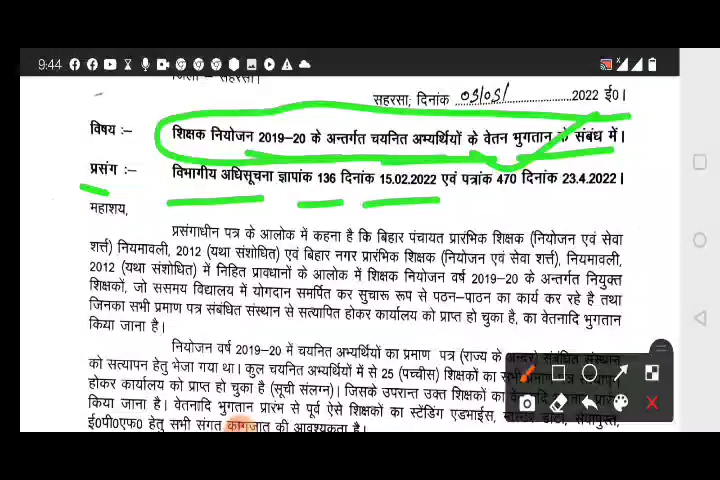 9:44
जिला – सहरसा।
सहरसा, दिनांक 03/05/ 2022 ई0।
विषय :– शिक्षक नियोजन 2019-20 के अन्तर्गत चयनित अभ्यर्थियों के वेतन भुगतान के संबंध में।
प्रसंग :– विभागीय अधिसूचना ज्ञापांक 136 दिनांक 15.02.2022 एवं पत्रांक 470 दिनांक 23.4.2022।
महाशय,
प्रसंगाधीन पत्र के आलोक में कहना है कि बिहार पंचायत प्रारंभिक शिक्षक (नियोजन एवं सेवा
शर्त्त) नियमावली, 2012 (यथा संशोधित) एवं बिहार नगर प्रारंभिक शिक्षक (नियोजन एवं सेवा शर्त्त), नियमावली,
2012 (यथा संशोधित) में निहित प्रावधानों के आलोक में शिक्षक नियोजन वर्ष 2019-20 के अन्तर्गत नियुक्त
शिक्षकों, जो ससमय विद्यालय में योगदान समर्पित कर सुचारू रूप से पठन–पाठन का कार्य कर रहे है तथा
जिनका सभी प्रमाण पत्र संबंधित संस्थान से सत्यापित होकर कार्यालय को प्राप्त हो चुका है, का वेतनादि भुगतान
किया जाना है।
नियोजन वर्ष 2019-20 में चयनित अभ्यर्थियों का प्रमाण पत्र (राज्य के अन्दर) संबंधित संस्थान
को सत्यापन हेतु भेजा गया था। कुल चयनित अभ्यर्थियों में से 25 (पच्चीस) शिक्षकों का सभी प्रमाण
होकर कार्यालय को प्राप्त हो चुका है (सूची संलग्न)। जिसके उपरान्त उक्त शिक्षकों का
किया जाना है। वेतनादि भुगतान प्रारंभ से पूर्व ऐसे शिक्षकों का स्टेंडिंग एडभाईस, सेवापुस्त,
ई0पी0एफ0 हेतु सभी संगत कागजात की आवश्यकता है।